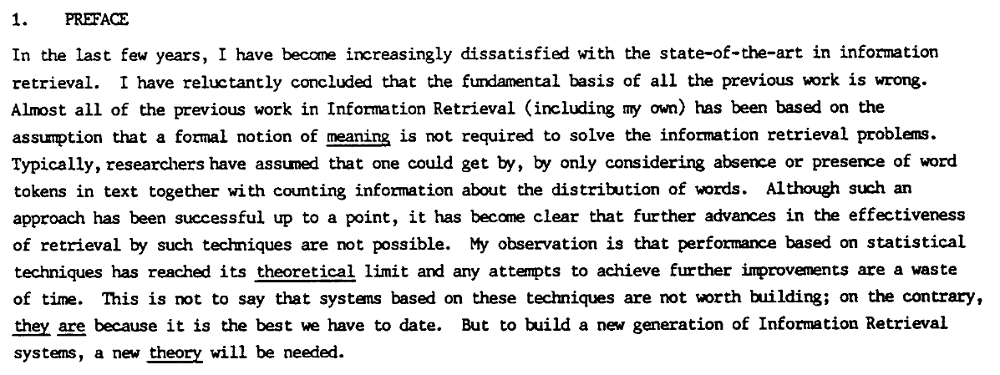 1. PREFACE
In the last few years, I have become increasingly dissatisfied with the state-of-the-art in information
retrieval. I have reluctantly concluded that the fundamental basis of all the previous work is wrong.
Almost all of the previous work in Information Retrieval (including my own) has been based on the
assumption that a formal notion of meaning is not required to solve the information retrieval problems.
Typically, researchers have assumed that one could get by, by only considering absence or presence of word
tokens in text together with counting information about the distribution of words. Although such an
approach has been successful up to a point, it has become clear that further advances in the effectiveness
of retrieval by such techniques are not possible. My observation is that performance based on statistical
techniques has reached its theoretical limit and any attempts to achieve further improvements are a waste
of time. This is not to say that systems based on these techniques are not worth building; on the contrary,
they are because it is the best we have to date. But to build a new generation of Information Retrieval
systems, a new theory will be needed.